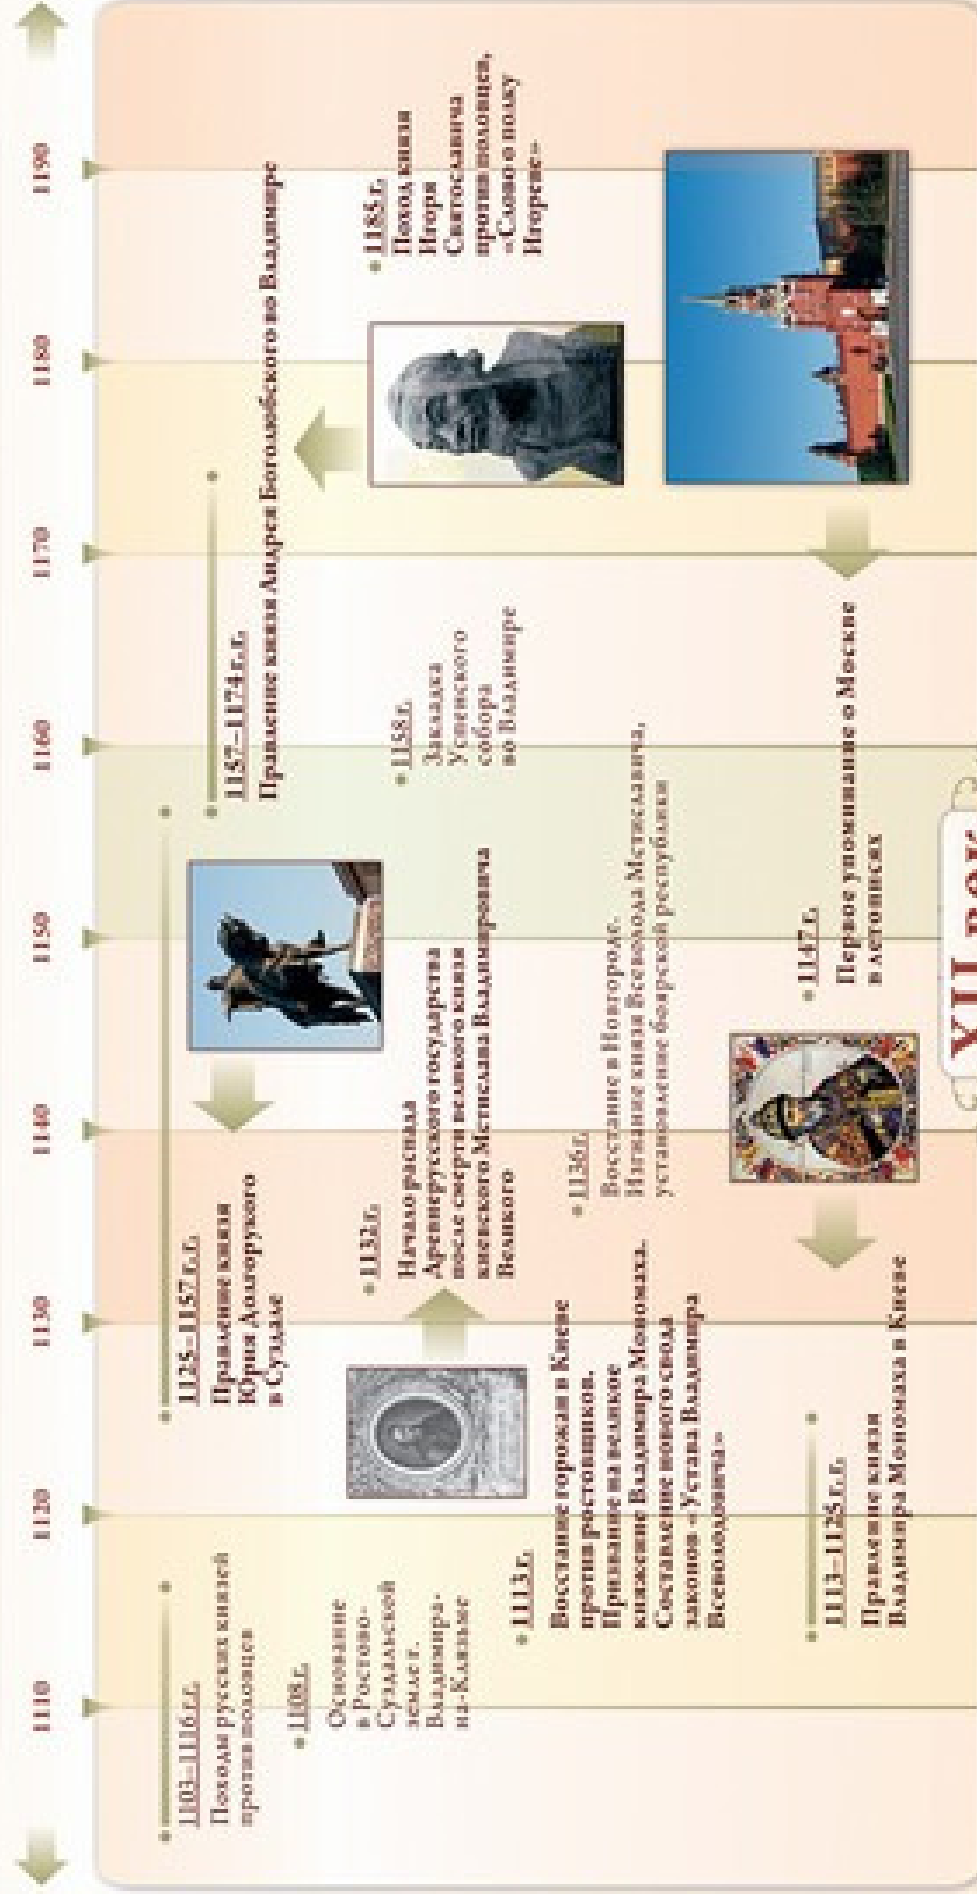 1110
1120
1130
1140
1150
1160
1170
1180
1190
1103–1116 г.г.
Походы русских князей
против половцев
1108 г.
Основание
в Ростово-
Суздальской
земле г.
Владимира-
на-Клязьме
1113 г.
Восстание горожан в Киеве
против ростовщиков.
Призвание на великое
княжение Владимира Мономаха.
Составление нового свода
законов «Устава Владимира
Всеволодовича»
1113–1125 г.г.
Правление князя
Владимира Мономаха в Киеве
1125–1157 г.г.
Правление князя
Юрия Долгорукого
в Суздале
1132 г.
Начало распада
Древнерусского государства
после смерти великого князя
киевского Мстислава Владимировича
Великого
1136 г.
Восстание в Новгороде.
Изгнание князя Всеволода Мстиславича,
установление боярской республики
1147 г.
Первое упоминание о Москве
в летописях
1157–1174 г.г.
Правление князя Андрея Боголюбского во Владимире
1158 г.
Закладка
Успенского
собора
во Владимире
1185 г.
Поход князя
Игоря
Святославича
против половцев,
«Слово о полку
Игореве»
XII век